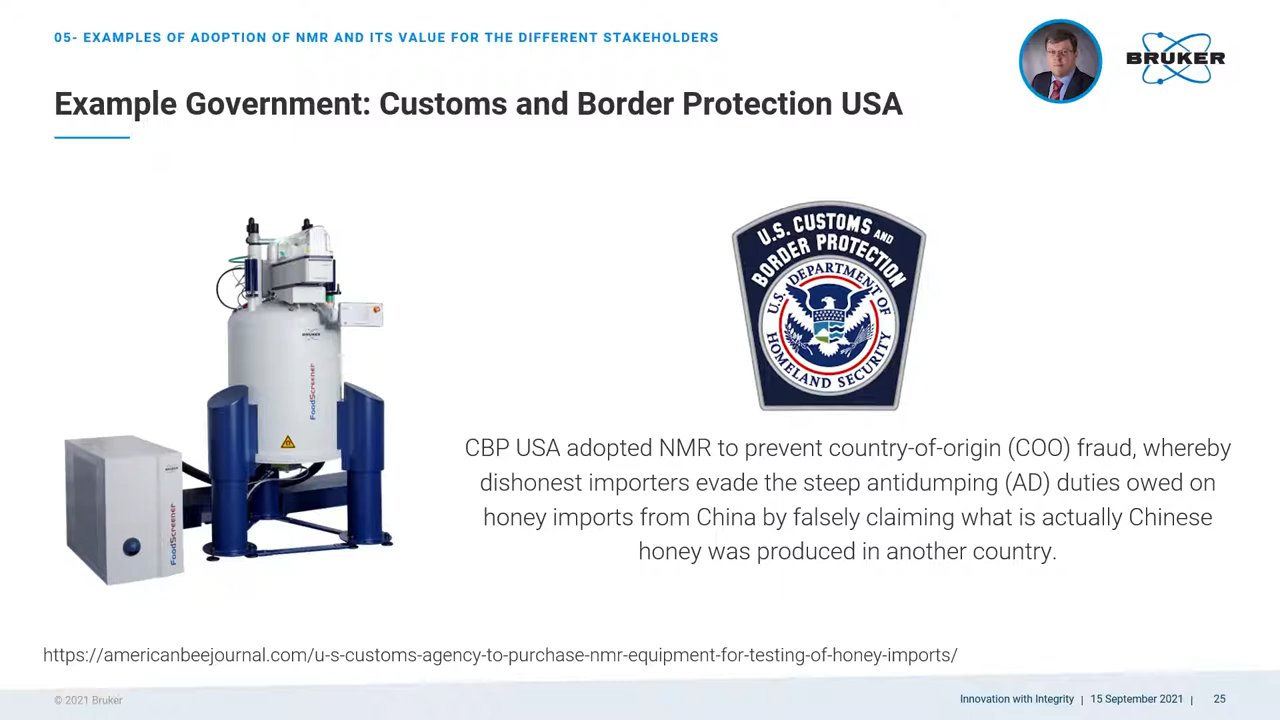 05- EXAMPLES OF ADOPTION OF NMR AND ITS VALUE FOR THE DIFFERENT STAKEHOLDERS
BRUKER
Example Government: Customs and Border Protection USA
BRUKER
FoodScreener
FoodScreener
U.S. CUSTOMS AND
BORDER PROTECTION
U.S. DEPARTMENT OF
HOMELAND SECURITY
CBP USA adopted NMR to prevent country-of-origin (COO) fraud, whereby
dishonest importers evade the steep antidumping (AD) duties owed on
honey imports from China by falsely claiming what is actually Chinese
honey was produced in another country.
https://americanbeejournal.com/u-s-customs-agency-to-purchase-nmr-equipment-for-testing-of-honey-imports/
© 2021 Bruker
Innovation with Integrity | 15 September 2021 | 25